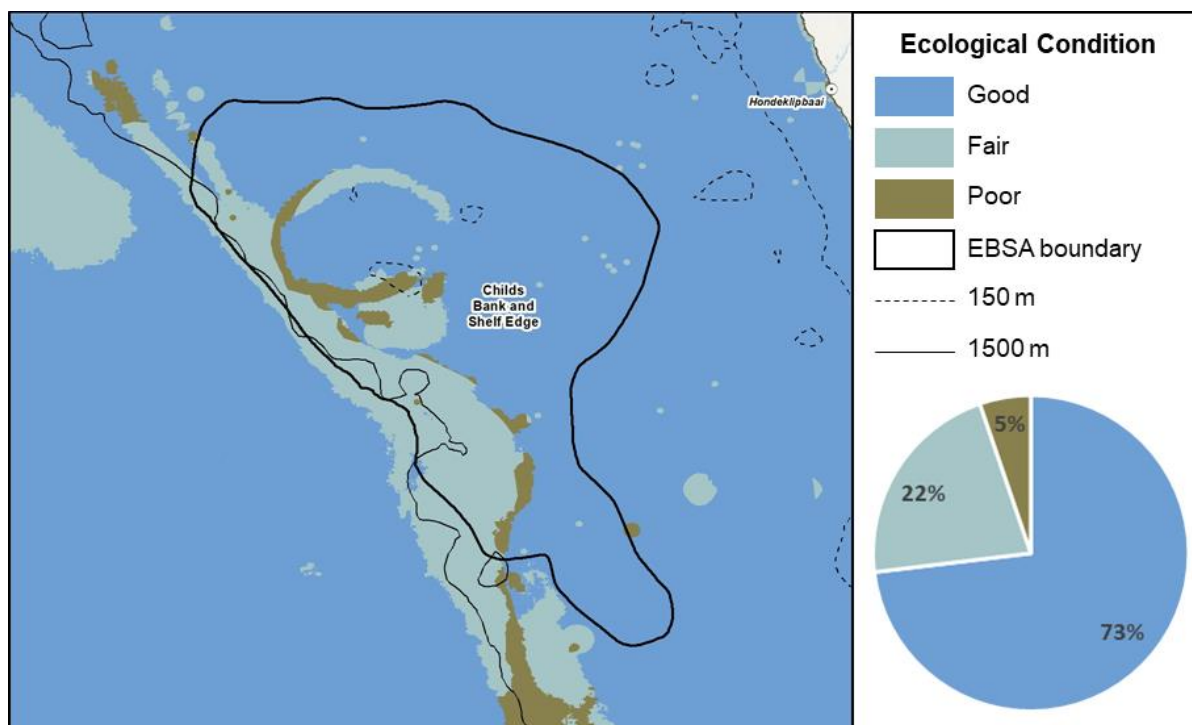 Hondeklipbaai
Childs
Bank and
Shelf Edge
Ecological Condition
Good
Fair
Poor
EBSA boundary
150 m
1500 m
5%
22%
73%